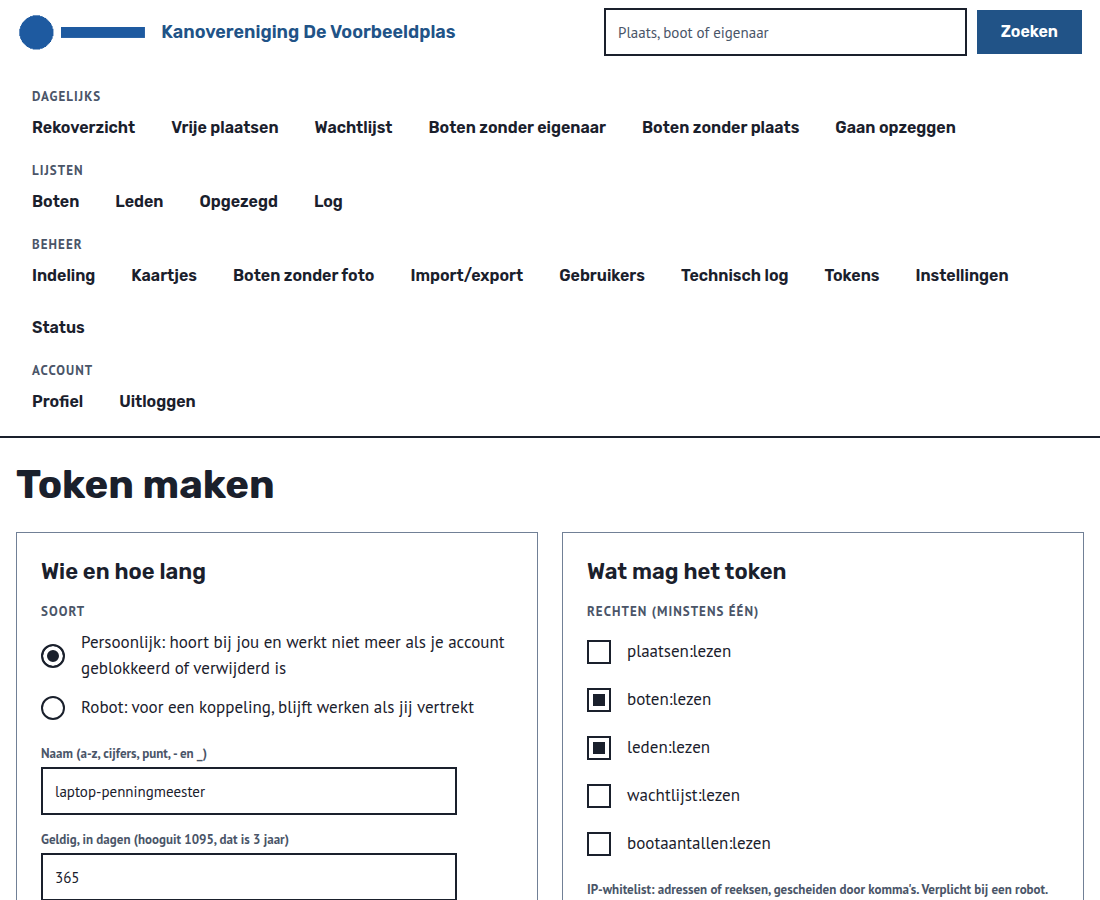 Kanovereniging De Voorbeeldplas
Plaats, boot of eigenaar
Zoeken
DAGELIJKS
Rekoverzicht Vrije plaatsen Wachtlijst Boten zonder eigenaar Boten zonder plaats Gaan opzeggen
LIJSTEN
Boten Leden Opgezegd Log
BEHEER
Indeling Kaartjes Boten zonder foto Import/export Gebruikers Technisch log Tokens Instellingen
Status
ACCOUNT
Profiel Uitloggen
Token maken
Wie en hoe lang
SOORT
Persoonlijk: hoort bij jou en werkt niet meer als je account
geblokkeerd of verwijderd is
Robot: voor een koppeling, blijft werken als jij vertrekt
Naam (a-z, cijfers, punt, - en _)
laptop-penningmeester
Geldig, in dagen (hooguit 1095, dat is 3 jaar)
365
Wat mag het token
RECHTEN (MINSTENS ÉÉN)
plaatsen:lezen
boten:lezen
leden:lezen
wachtlijst:lezen
bootaantallen:lezen
IP-whitelist: adressen of reeksen, gescheiden door komma's. Verplicht bij een robot.